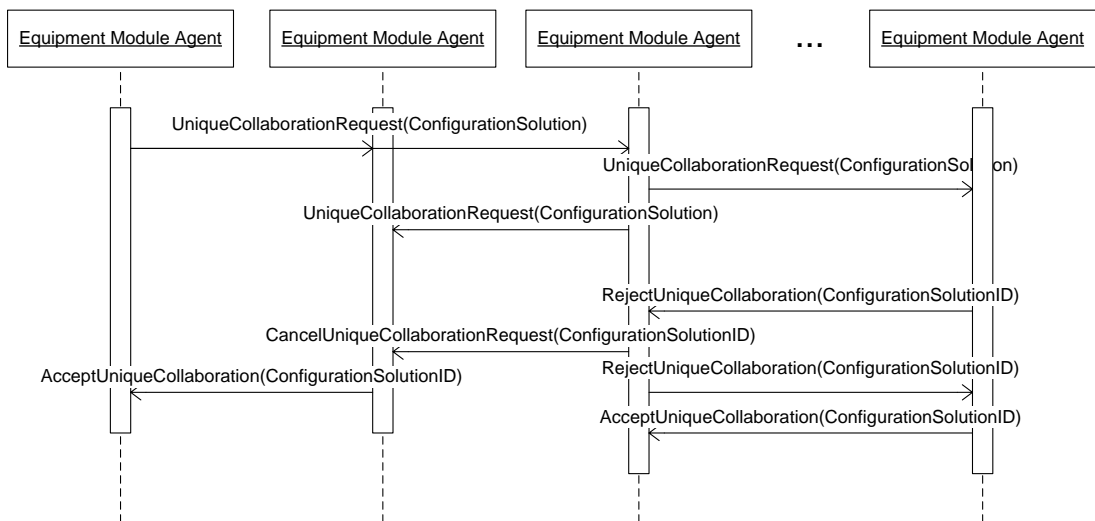 Equipment Module Agent
Equipment Module Agent
Equipment Module Agent
...
Equipment Module Agent
UniqueCollaborationRequest(ConfigurationSolution)
UniqueCollaborationRequest(ConfigurationSolution)
UniqueCollaborationRequest(ConfigurationSolution)
RejectUniqueCollaboration(ConfigurationSolutionID)
CancelUniqueCollaborationRequest(ConfigurationSolutionID)
RejectUniqueCollaboration(ConfigurationSolutionID)
AcceptUniqueCollaboration(ConfigurationSolutionID)
AcceptUniqueCollaboration(ConfigurationSolutionID)